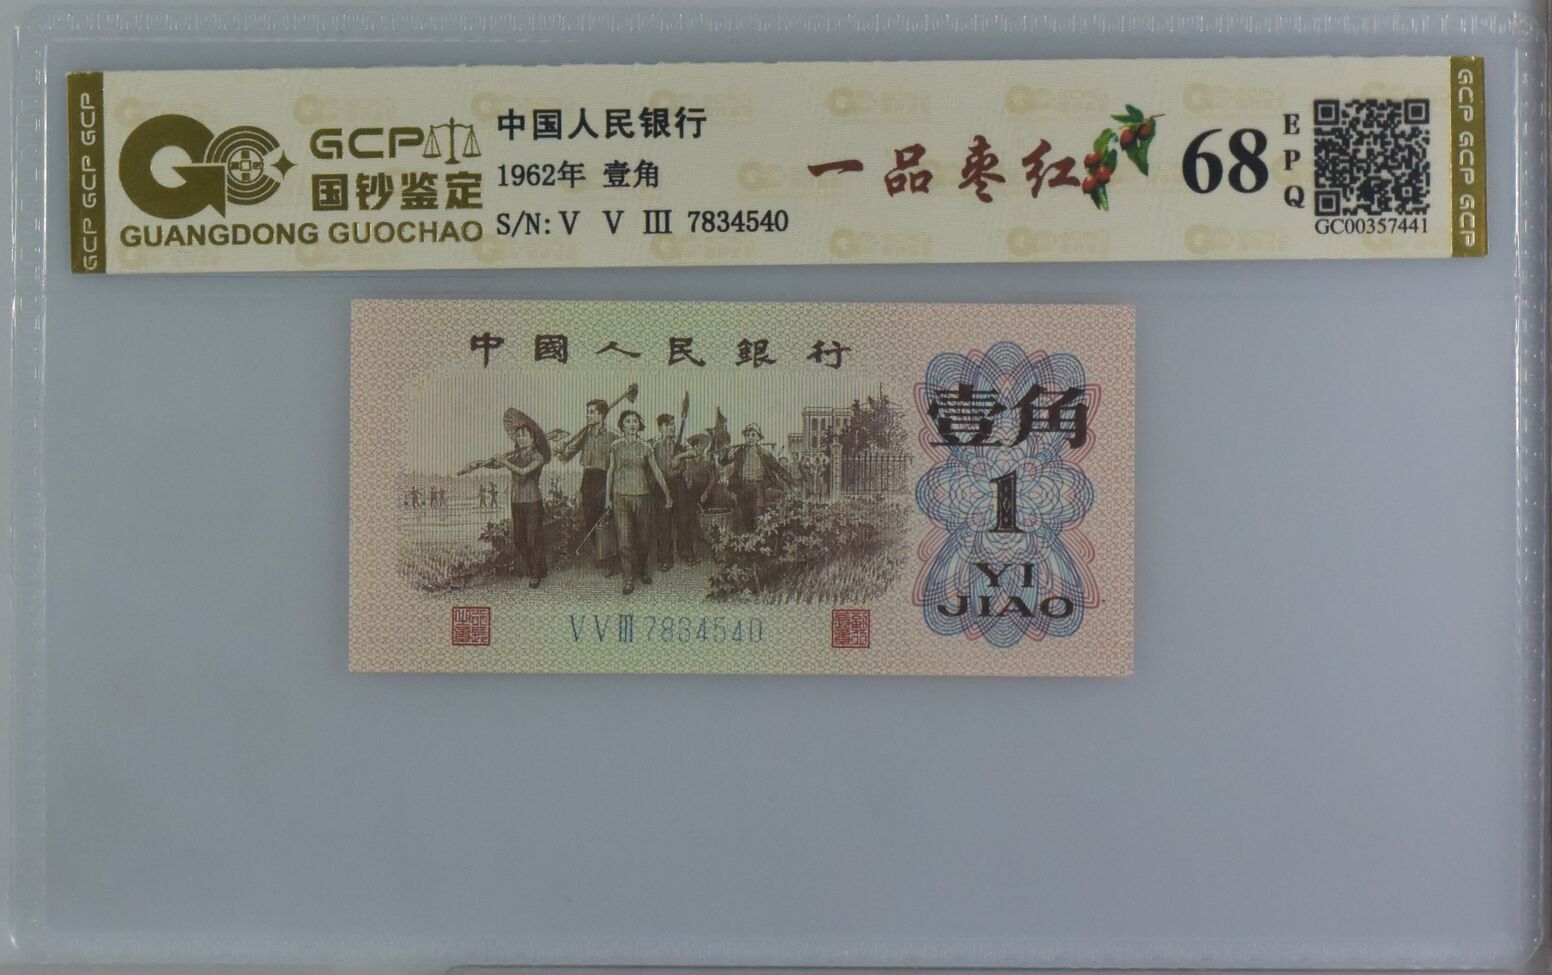 GCP GCP GCP
GCP
国钞鉴定
GUANGDONG GUOCHAO
中国人民银行
1962年 壹角
S/N: V V III 7834540
一品枣红
68
EPQ
GC00357441
GCP GCP GCP
中國人民銀行
壹角
1
YI
JIAO
VVIII7834540